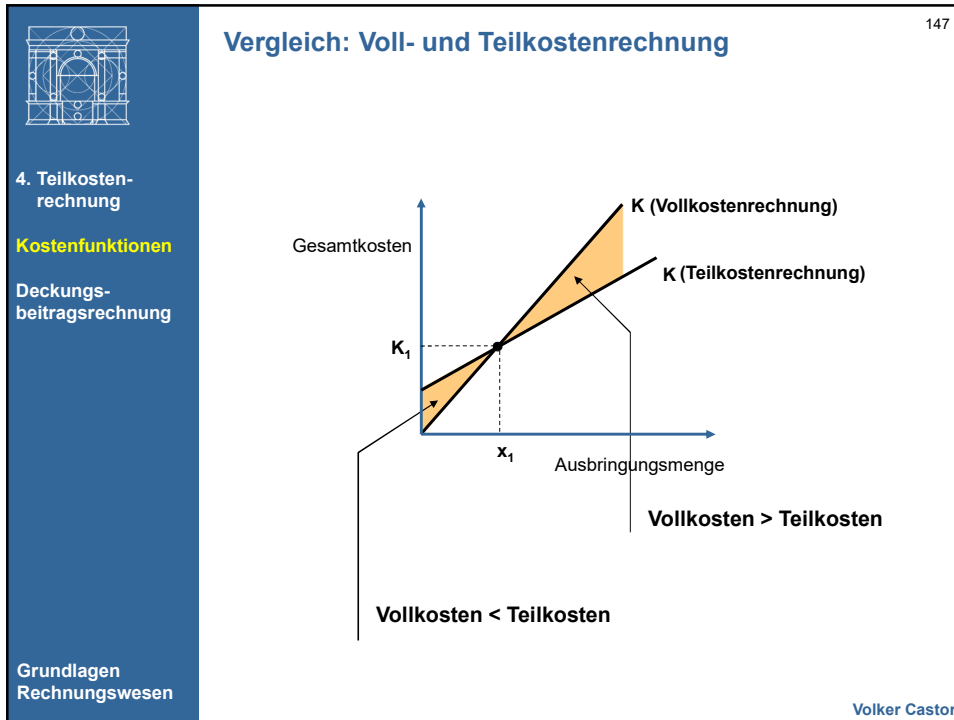 147
Vergleich: Voll- und Teilkostenrechnung
4. Teilkosten-
rechnung
Kostenfunktionen
Deckungs-
beitragsrechnung
Grundlagen
Rechnungswesen
Gesamtkosten
K (Vollkostenrechnung)
K (Teilkostenrechnung)
K₁
x₁
Ausbringungsmenge
Vollkosten > Teilkosten
Vollkosten < Teilkosten
Volker Castor